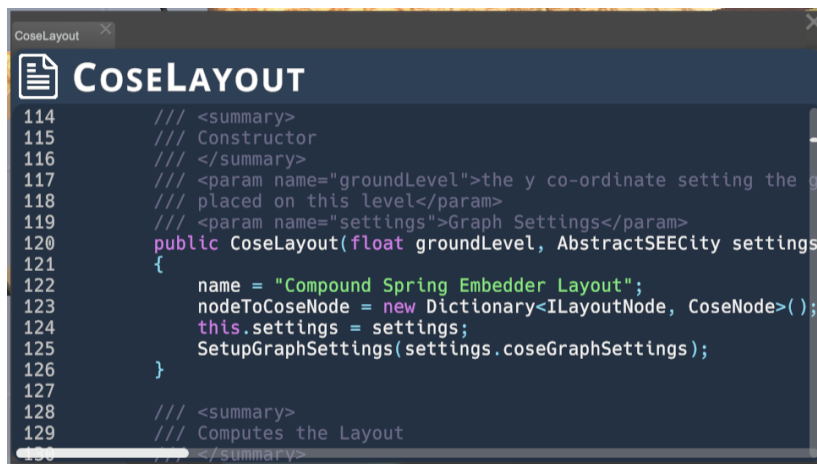 CoseLayout
COSELAYOUT
114 /// <summary>
115 /// Constructor
116 /// </summary>
117 /// <param name="groundLevel">the y co-ordinate setting the g
118 /// placed on this level</param>
119 /// <param name="settings">Graph Settings</param>
120 public CoseLayout(float groundLevel, AbstractSEECity settings
121 {
122 name = "Compound Spring Embedder Layout";
123 nodeToCoseNode = new Dictionary<ILayoutNode, CoseNode>();
124 this.settings = settings;
125 SetupGraphSettings(settings.coseGraphSettings);
126 }
127
128 /// <summary>
129 /// Computes the Layout
130 /// </summary>